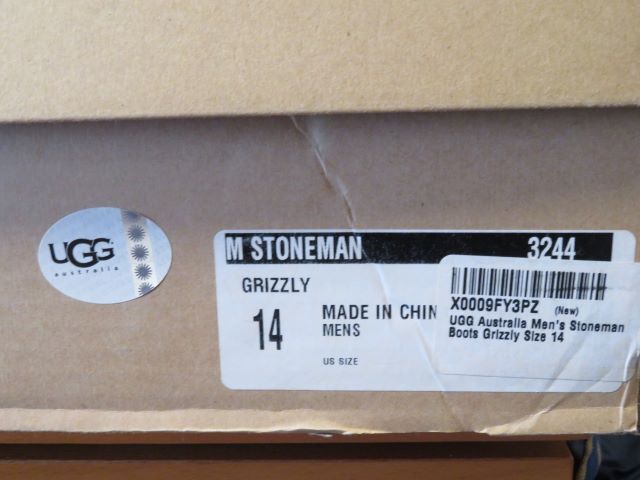 UGG
australia
M STONEMAN 3244
GRIZZLY
14
MADE IN CHIN
MENS
US SIZE
X0009FY3PZ (New)
UGG Australia Men's Stoneman
Boots Grizzly Size 14